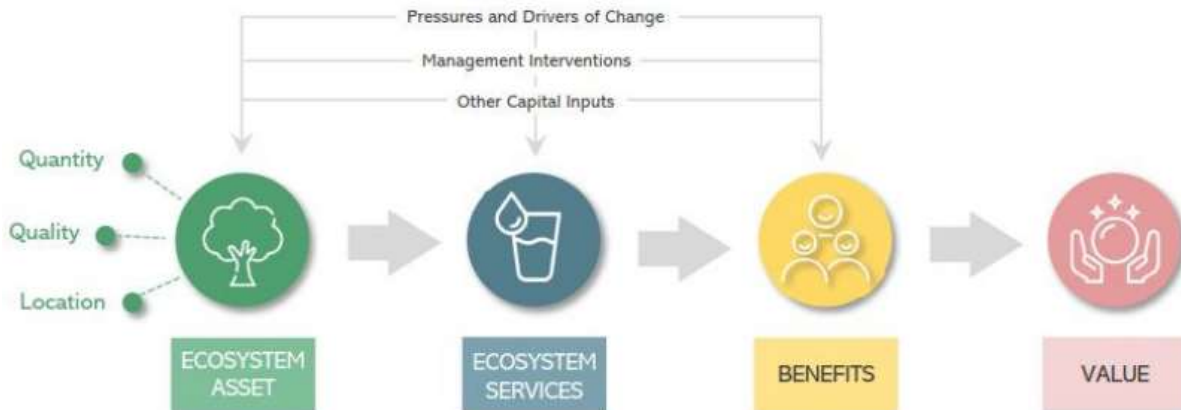 Pressures and Drivers of Change
Management Interventions
Other Capital Inputs
Quantity
Quality
Location
ECOSYSTEM
ASSET
ECOSYSTEM
SERVICES
BENEFITS
VALUE